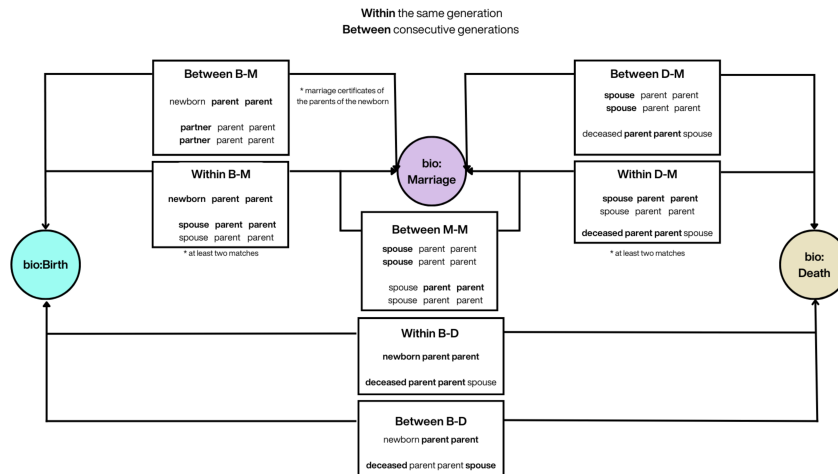 Within the same generation
Between consecutive generations
Between B-M
newborn parent parent
partner parent parent
partner parent parent
* marriage certificates of
the parents of the newborn
Between D-M
spouse parent parent
spouse parent parent
deceased parent parent spouse
bio:
Marriage
Within B-M
newborn parent parent
spouse parent parent
spouse parent parent
* at least two matches
Within D-M
spouse parent parent
spouse parent parent
deceased parent parent spouse
* at least two matches
Between M-M
spouse parent parent
spouse parent parent
spouse parent parent
spouse parent parent
bio:Birth
bio:
Death
Within B-D
newborn parent parent
deceased parent parent spouse
Between B-D
newborn parent parent
deceased parent parent spouse